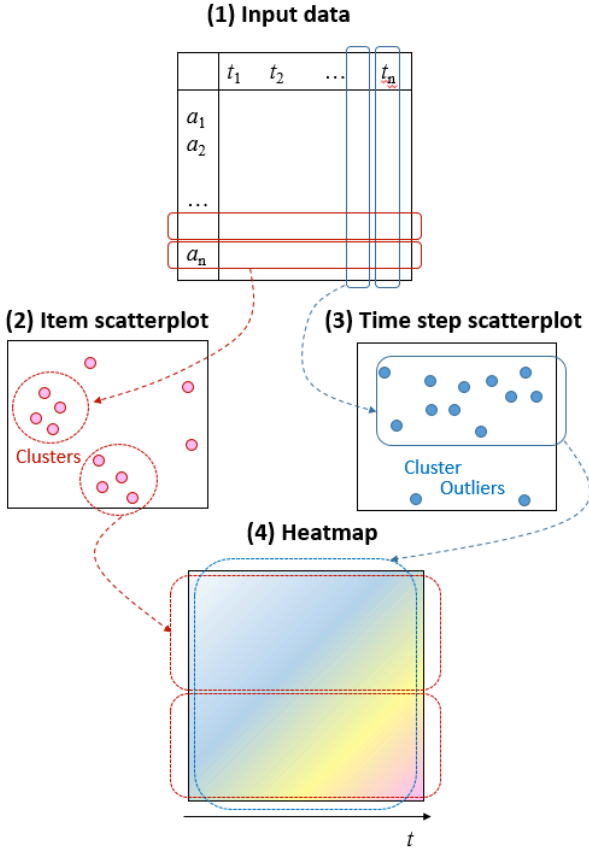 (1) Input data
t1 t2 … tn
a1
a2
…
an
(2) Item scatterplot
(3) Time step scatterplot
Clusters
Cluster
Outliers
(4) Heatmap
t